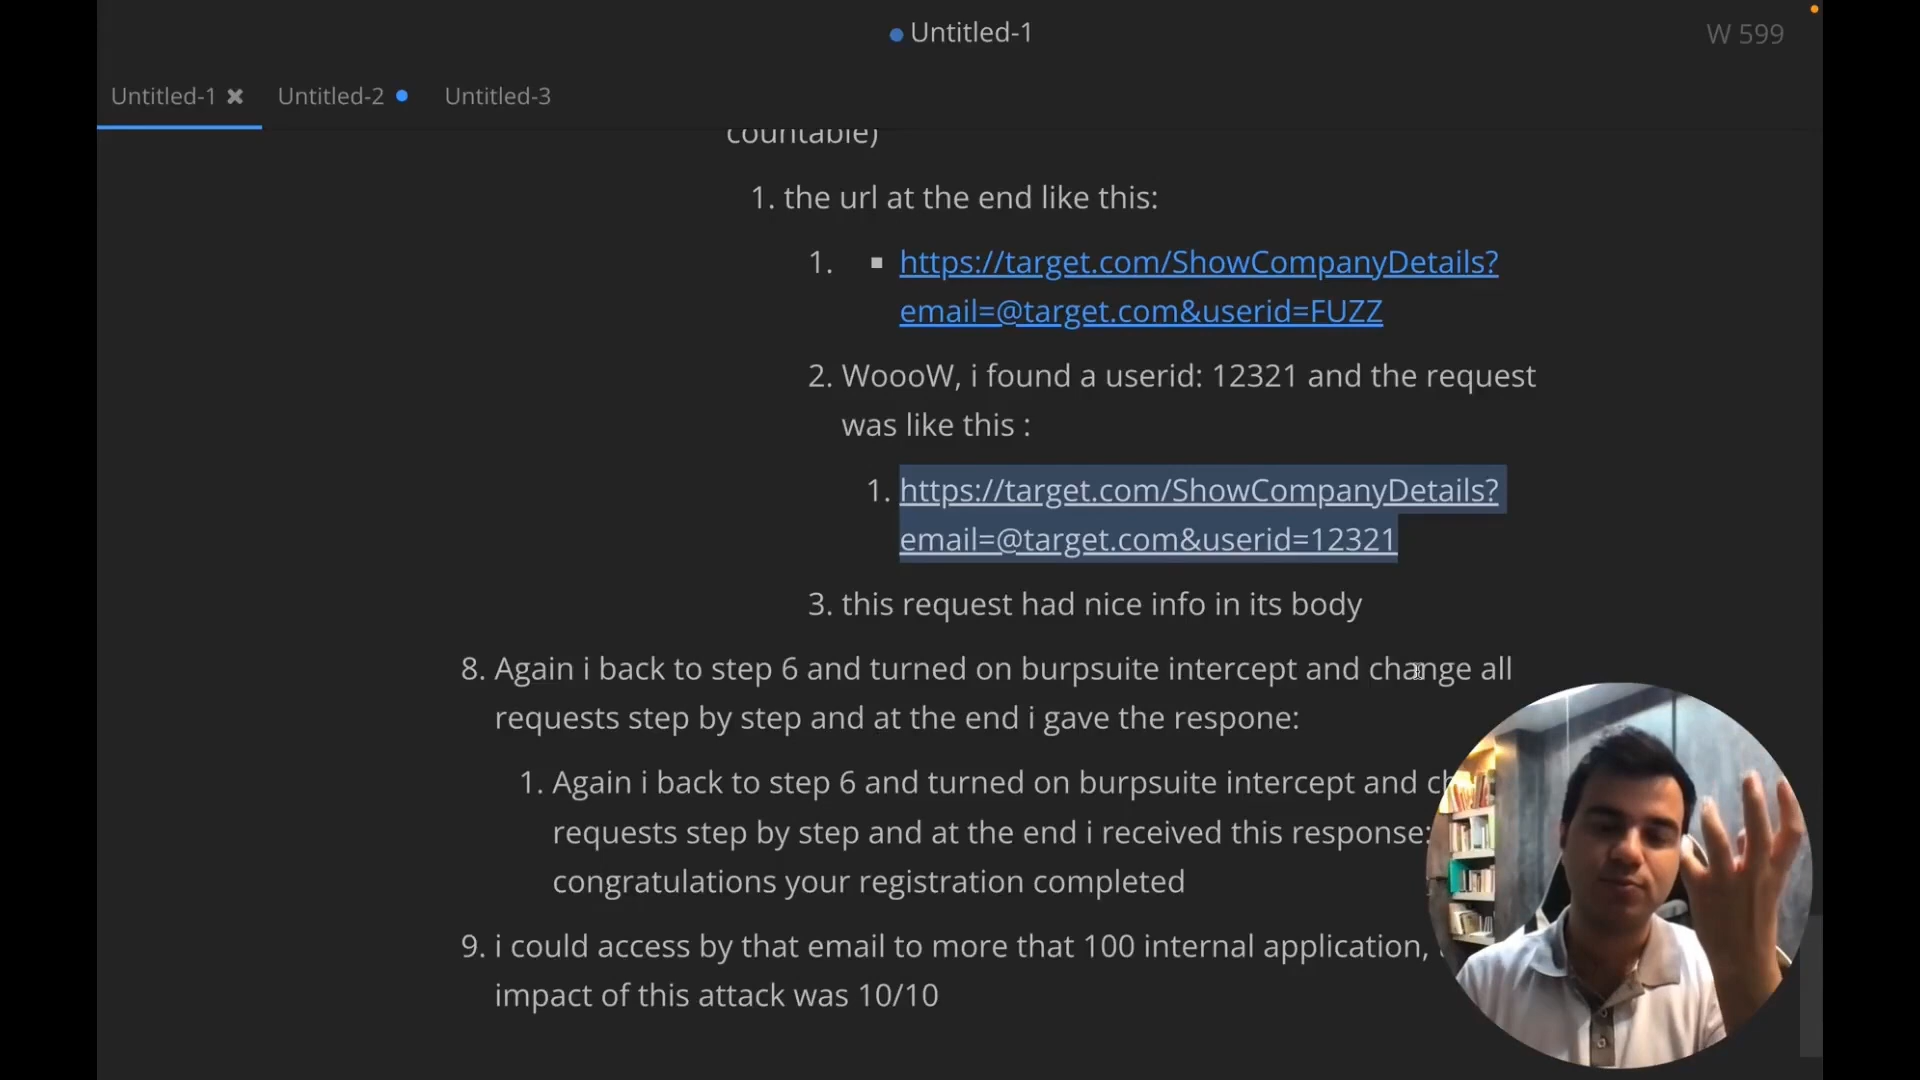 Untitled-1
W 599
Untitled-1
Untitled-2
Untitled-3
countable)
1. the url at the end like this:
1. ▪ https://target.com/ShowCompanyDetails?
email=@target.com&userid=FUZZ
2. WoooW, i found a userid: 12321 and the request
was like this :
1. https://target.com/ShowCompanyDetails?
email=@target.com&userid=12321
3. this request had nice info in its body
8. Again i back to step 6 and turned on burpsuite intercept and change all
requests step by step and at the end i gave the respone:
1. Again i back to step 6 and turned on burpsuite intercept and
requests step by step and at the end i received this response:
congratulations your registration completed
9. i could access by that email to more that 100 internal application,
impact of this attack was 10/10